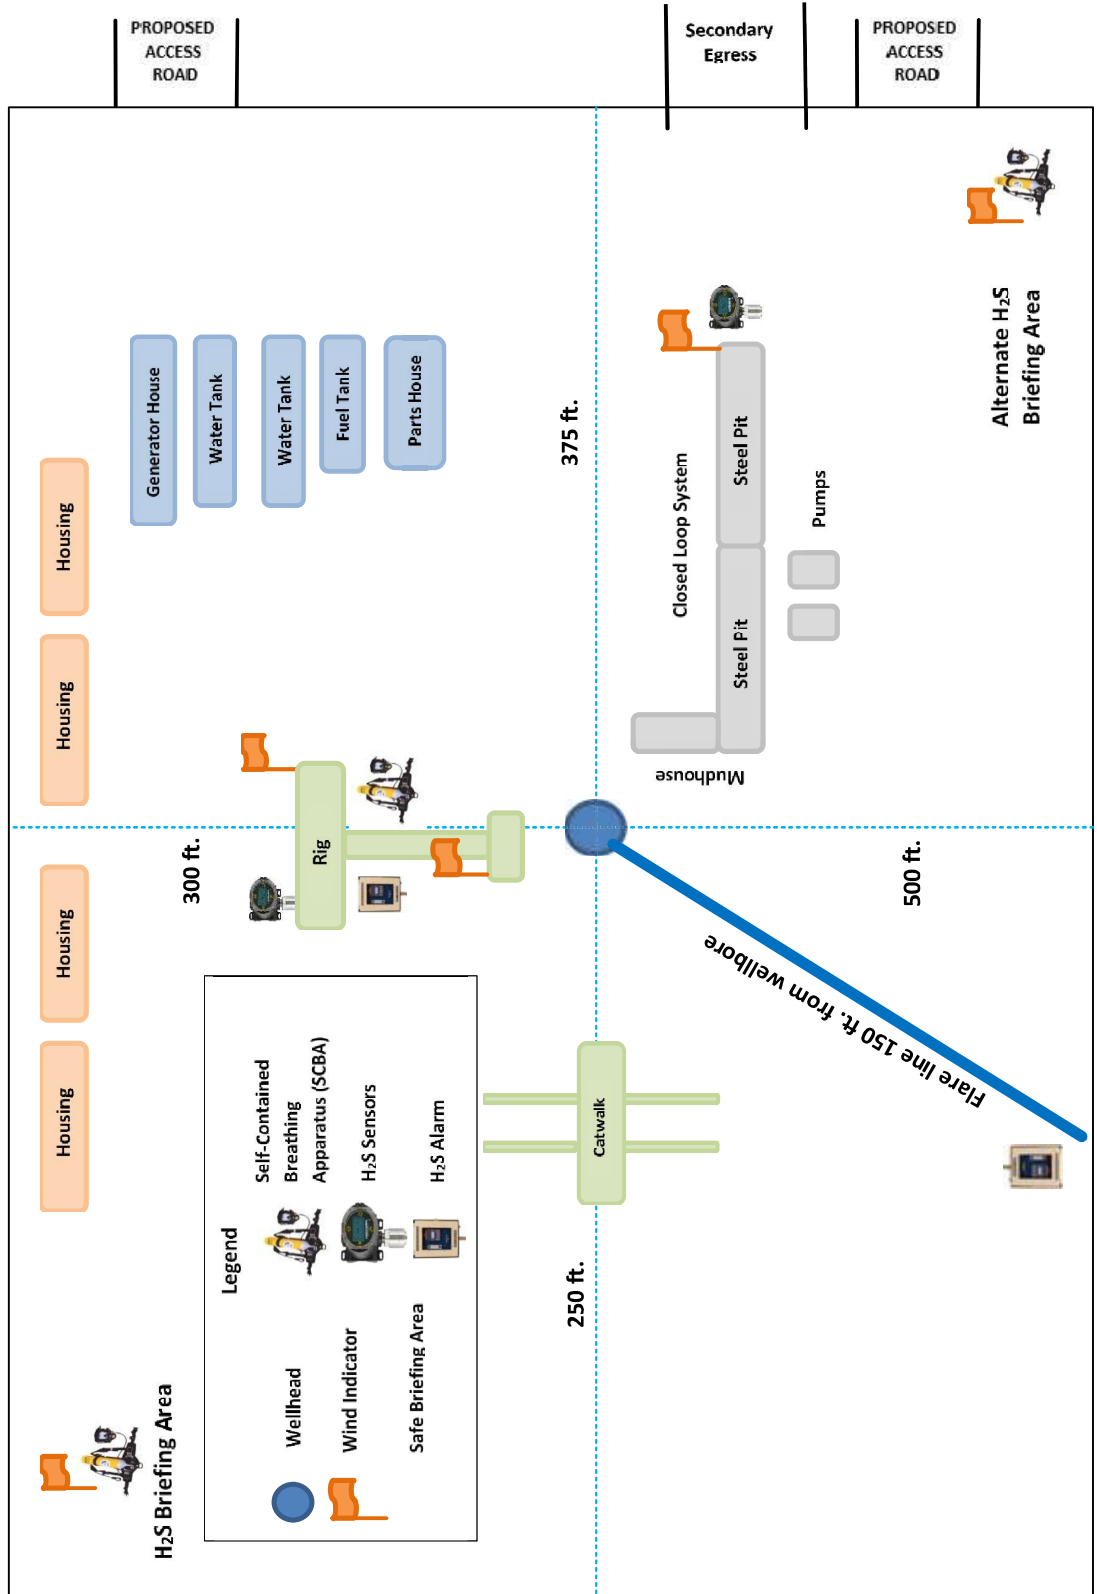 PROPOSED
ACCESS
ROAD
Secondary
Egress
PROPOSED
ACCESS
ROAD
Generator House
Water Tank
Water Tank
Fuel Tank
Parts House
Housing
Housing
Housing
Housing
375 ft.
Closed Loop System
Steel Pit
Steel Pit
Pumps
Mudhouse
Alternate H₂S
Briefing Area
Rig
300 ft.
500 ft.
250 ft.
Catwalk
Flare line 150 ft. from wellbore
Legend
Wellhead
Wind Indicator
Safe Briefing Area
Self-Contained
Breathing
Apparatus (SCBA)
H₂S Sensors
H₂S Alarm
H₂S Briefing Area